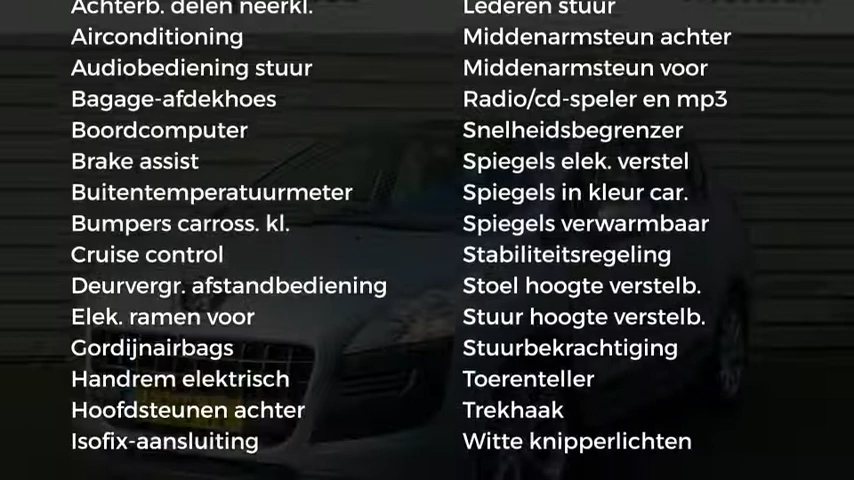 Achterb. delen neerkl.
Airconditioning
Audiobediening stuur
Bagage-afdekhoes
Boordcomputer
Brake assist
Buitentemperatuurmeter
Bumpers carross. kl.
Cruise control
Deurvergr. afstandbediening
Elek. ramen voor
Gordijnairbags
Handrem elektrisch
Hoofdsteunen achter
Isofix-aansluiting
Lederen stuur
Middenarmsteun achter
Middenarmsteun voor
Radio/cd-speler en mp3
Snelheidsbegrenzer
Spiegels elek. verstel
Spiegels in kleur car.
Spiegels verwarmbaar
Stabiliteitsregeling
Stoel hoogte verstelb.
Stuur hoogte verstelb.
Stuurbekrachtiging
Toerenteller
Trekhaak
Witte knipperlichten